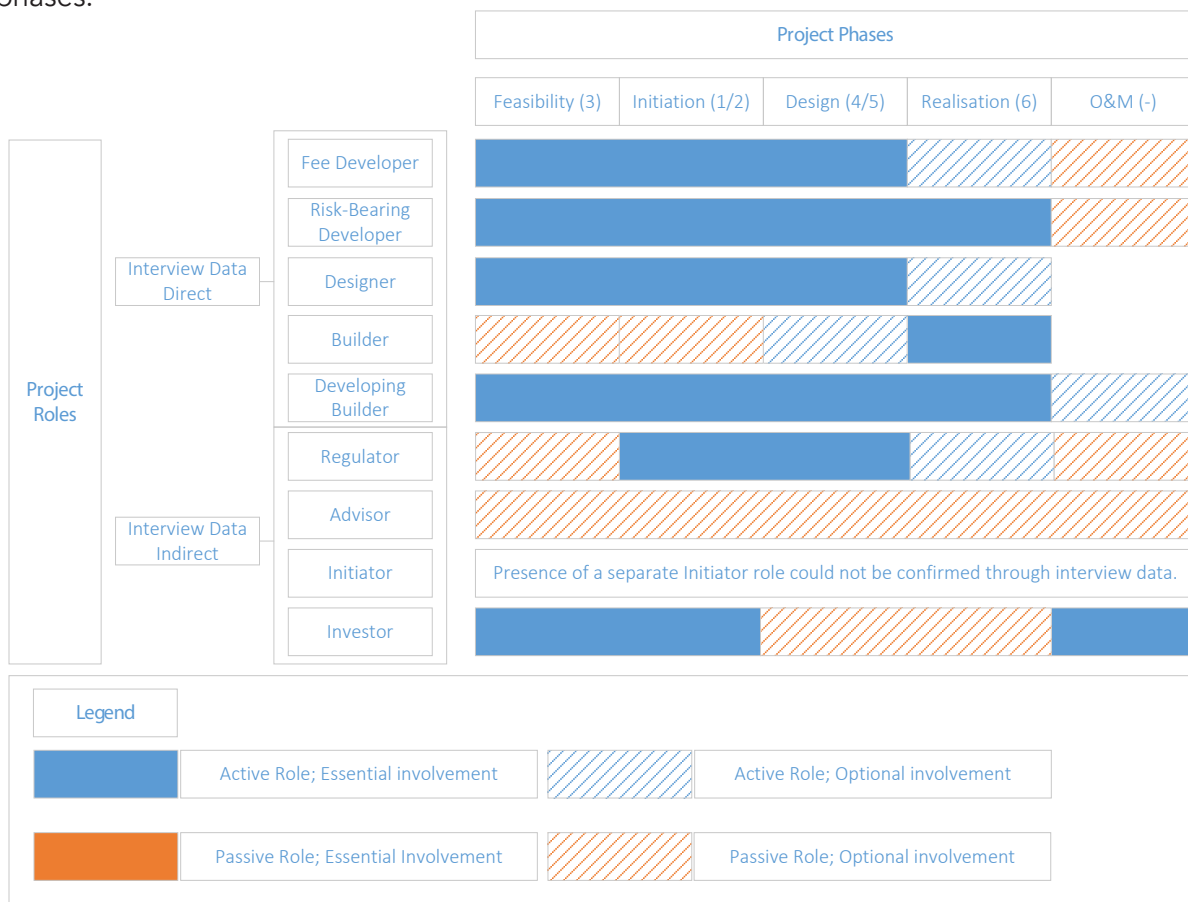 phases.
Project Phases
Feasibility (3)
Initiation (1/2)
Design (4/5)
Realisation (6)
O&M (-)
Project
Roles
Interview Data
Direct
Fee Developer
Risk-Bearing
Developer
Designer
Builder
Developing
Builder
Interview Data
Indirect
Regulator
Advisor
Initiator
Presence of a separate Initiator role could not be confirmed through interview data.
Investor
Legend
Active Role; Essential involvement
Active Role; Optional involvement
Passive Role; Essential Involvement
Passive Role; Optional involvement